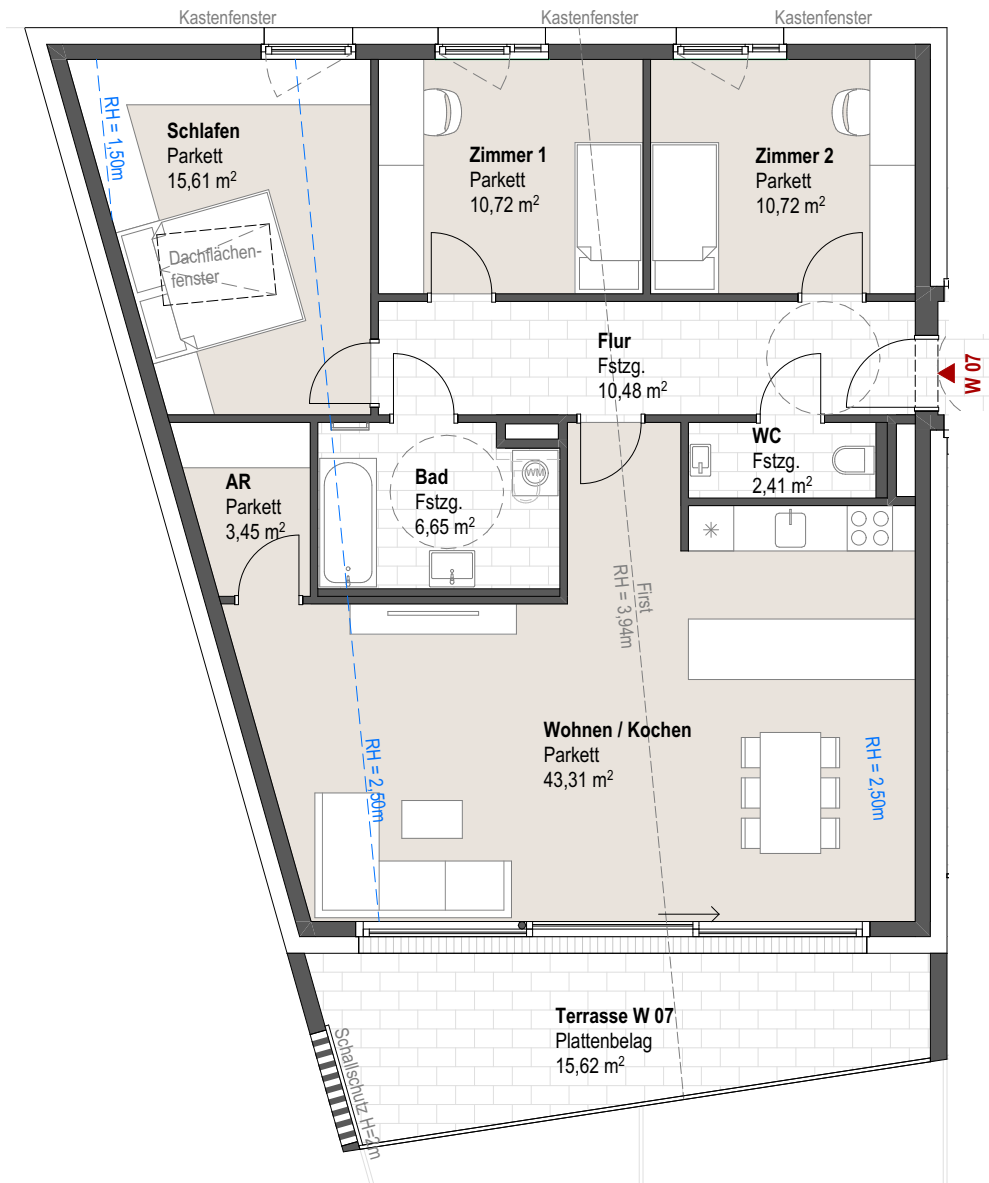 Kastenfenster
Kastenfenster
Kastenfenster
RH = 1,50m
Schlafen
Parkett
15,61 m²
Zimmer 1
Parkett
10,72 m²
Zimmer 2
Parkett
10,72 m²
Dachflächen-
fenster
Flur
Fstzg.
10,48 m²
W 07
AR
Parkett
3,45 m²
Bad
Fstzg.
6,65 m²
WM
WC
Fstzg.
2,41 m²
First
RH = 3,94m
Wohnen / Kochen
Parkett
43,31 m²
RH = 2,50m
RH = 2,50m
Terrasse W 07
Plattenbelag
15,62 m²
Schallschutz H=2m